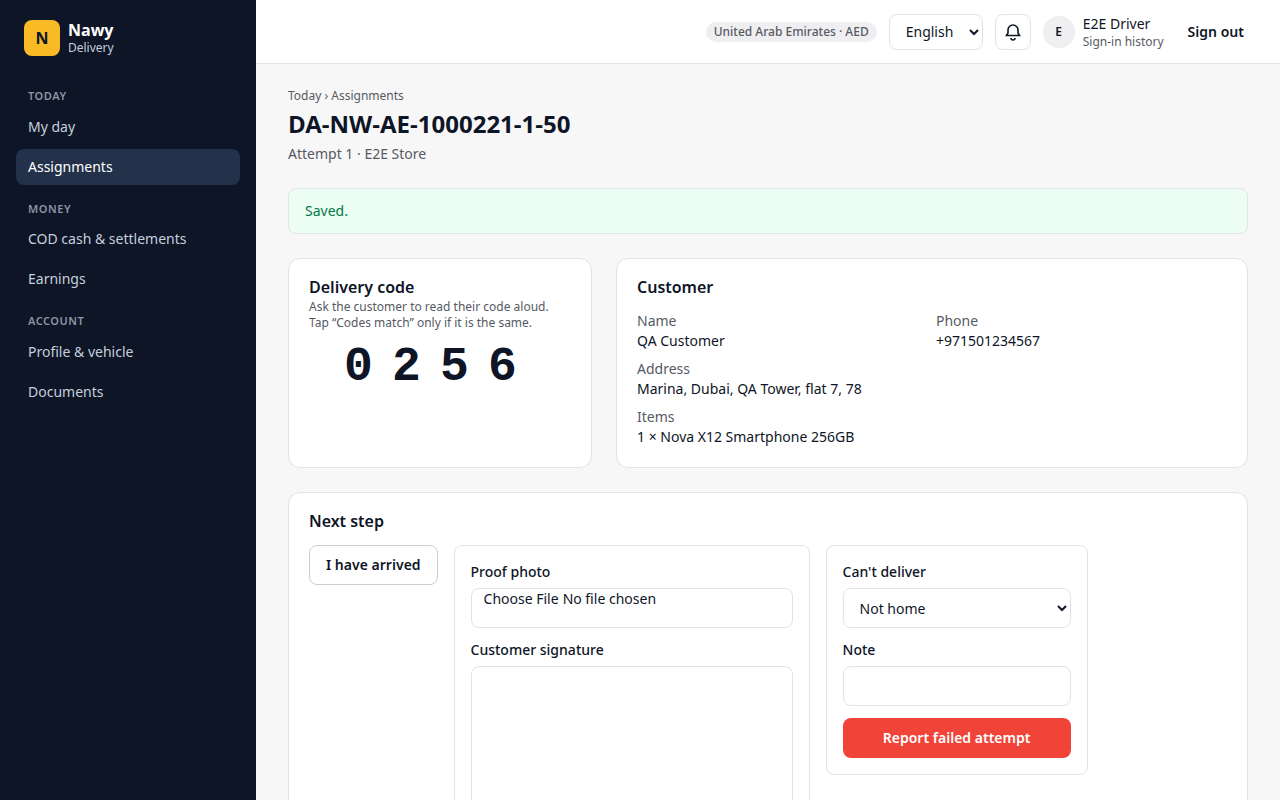 N
Nawy
Delivery
United Arab Emirates · AED
English
E
E2E Driver
Sign-in history
Sign out
TODAY
My day
Assignments
MONEY
COD cash & settlements
Earnings
ACCOUNT
Profile & vehicle
Documents
Today › Assignments
DA-NW-AE-1000221-1-50
Attempt 1 · E2E Store
Saved.
Delivery code
Ask the customer to read their code aloud.
Tap “Codes match” only if it is the same.
0 2 5 6
Customer
Name
QA Customer
Phone
+971501234567
Address
Marina, Dubai, QA Tower, flat 7, 78
Items
1 × Nova X12 Smartphone 256GB
Next step
I have arrived
Proof photo
Choose File No file chosen
Customer signature
Can't deliver
Not home
Note
Report failed attempt